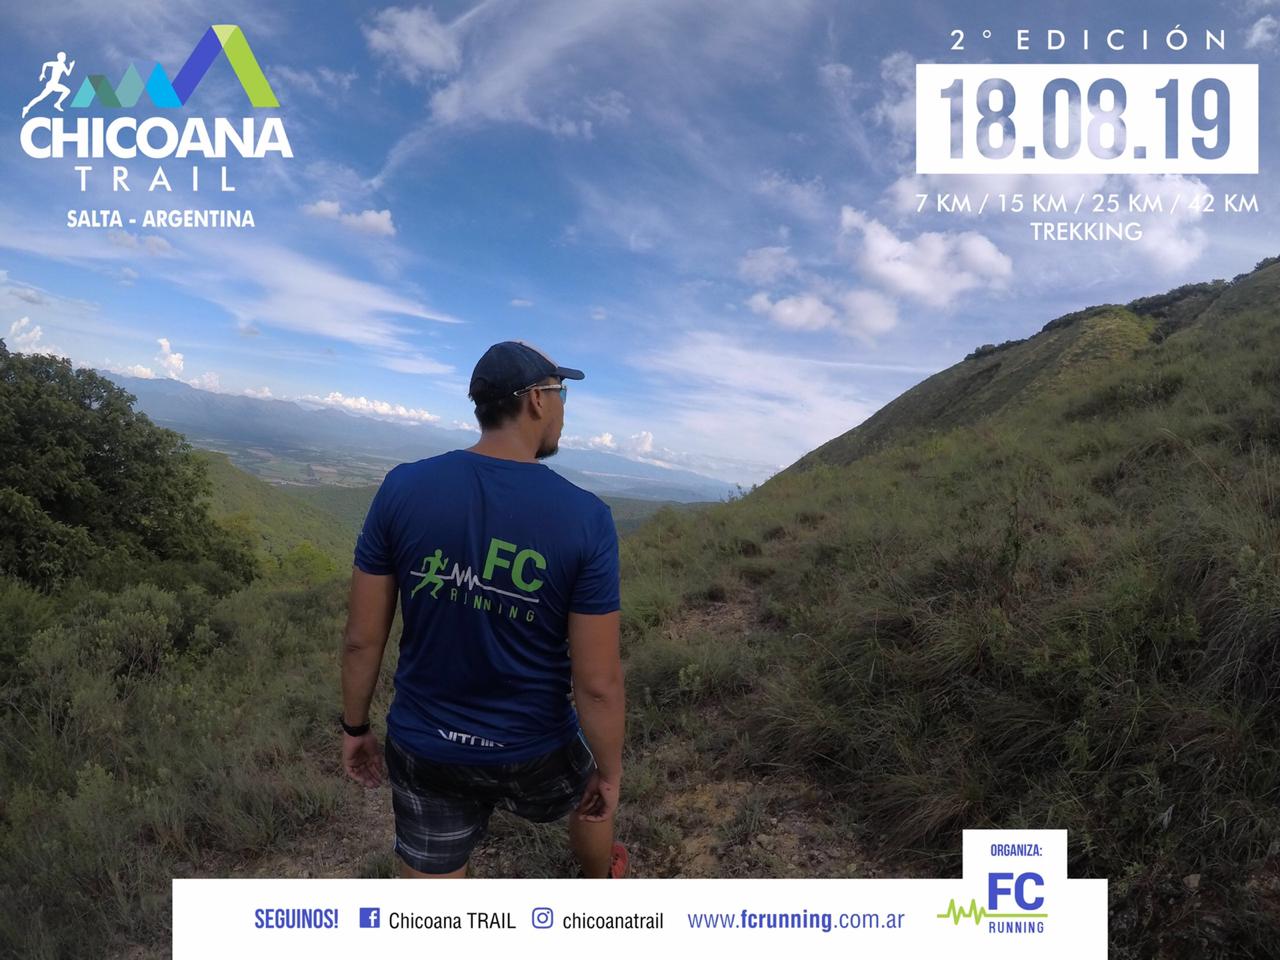 CHICOANA
TRAIL
SALTA - ARGENTINA
2° EDICIÓN
18.08.19
7 KM / 15 KM / 25 KM / 42 KM
TREKKING
FC
RUNNING
ORGANIZA:
FC
RUNNING
SEGUINOS! Chicoana TRAIL chicoanatrail www.fcrunning.com.ar